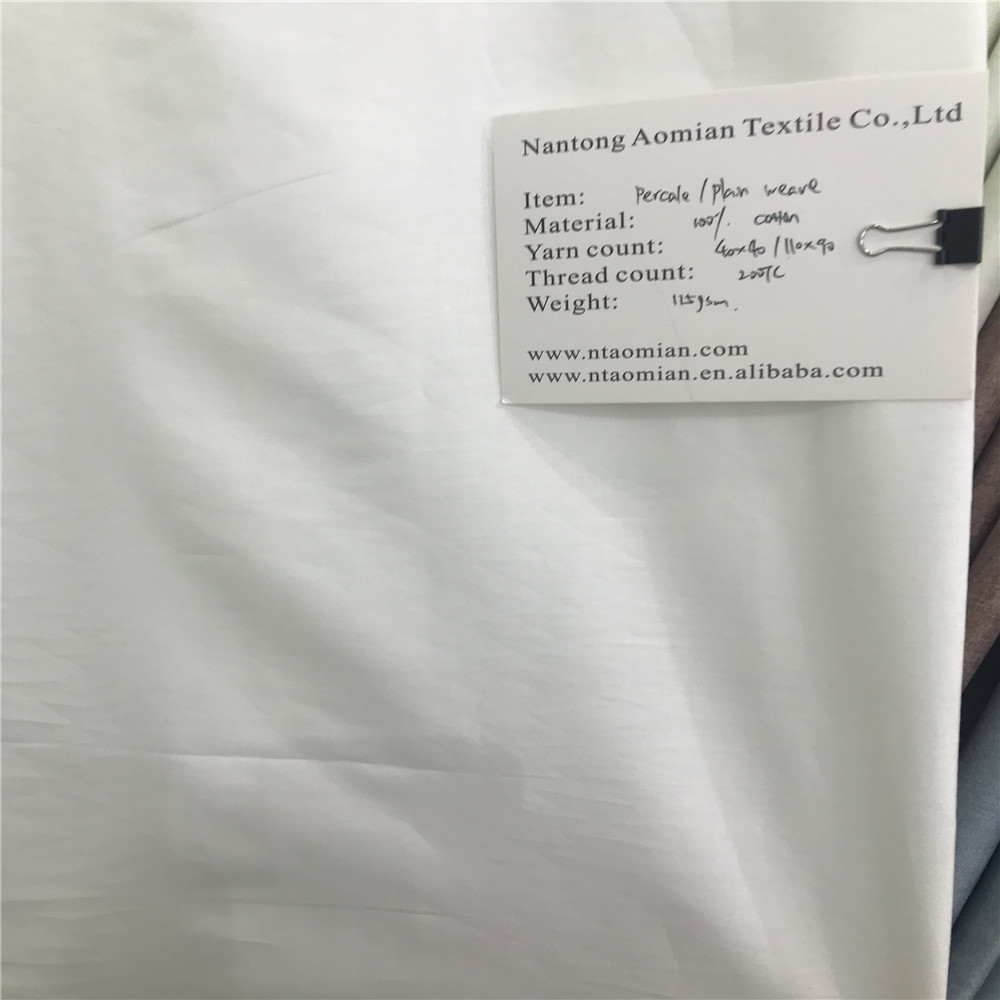 Nantong Aomian Textile Co.,Ltd
Item: Percale / Plain weave
Material: 100%. cotton
Yarn count: 40x40 / 110x90
Thread count: 200TC
Weight: 115gsm.
www.ntaomian.com
www.ntaomian.en.alibaba.com